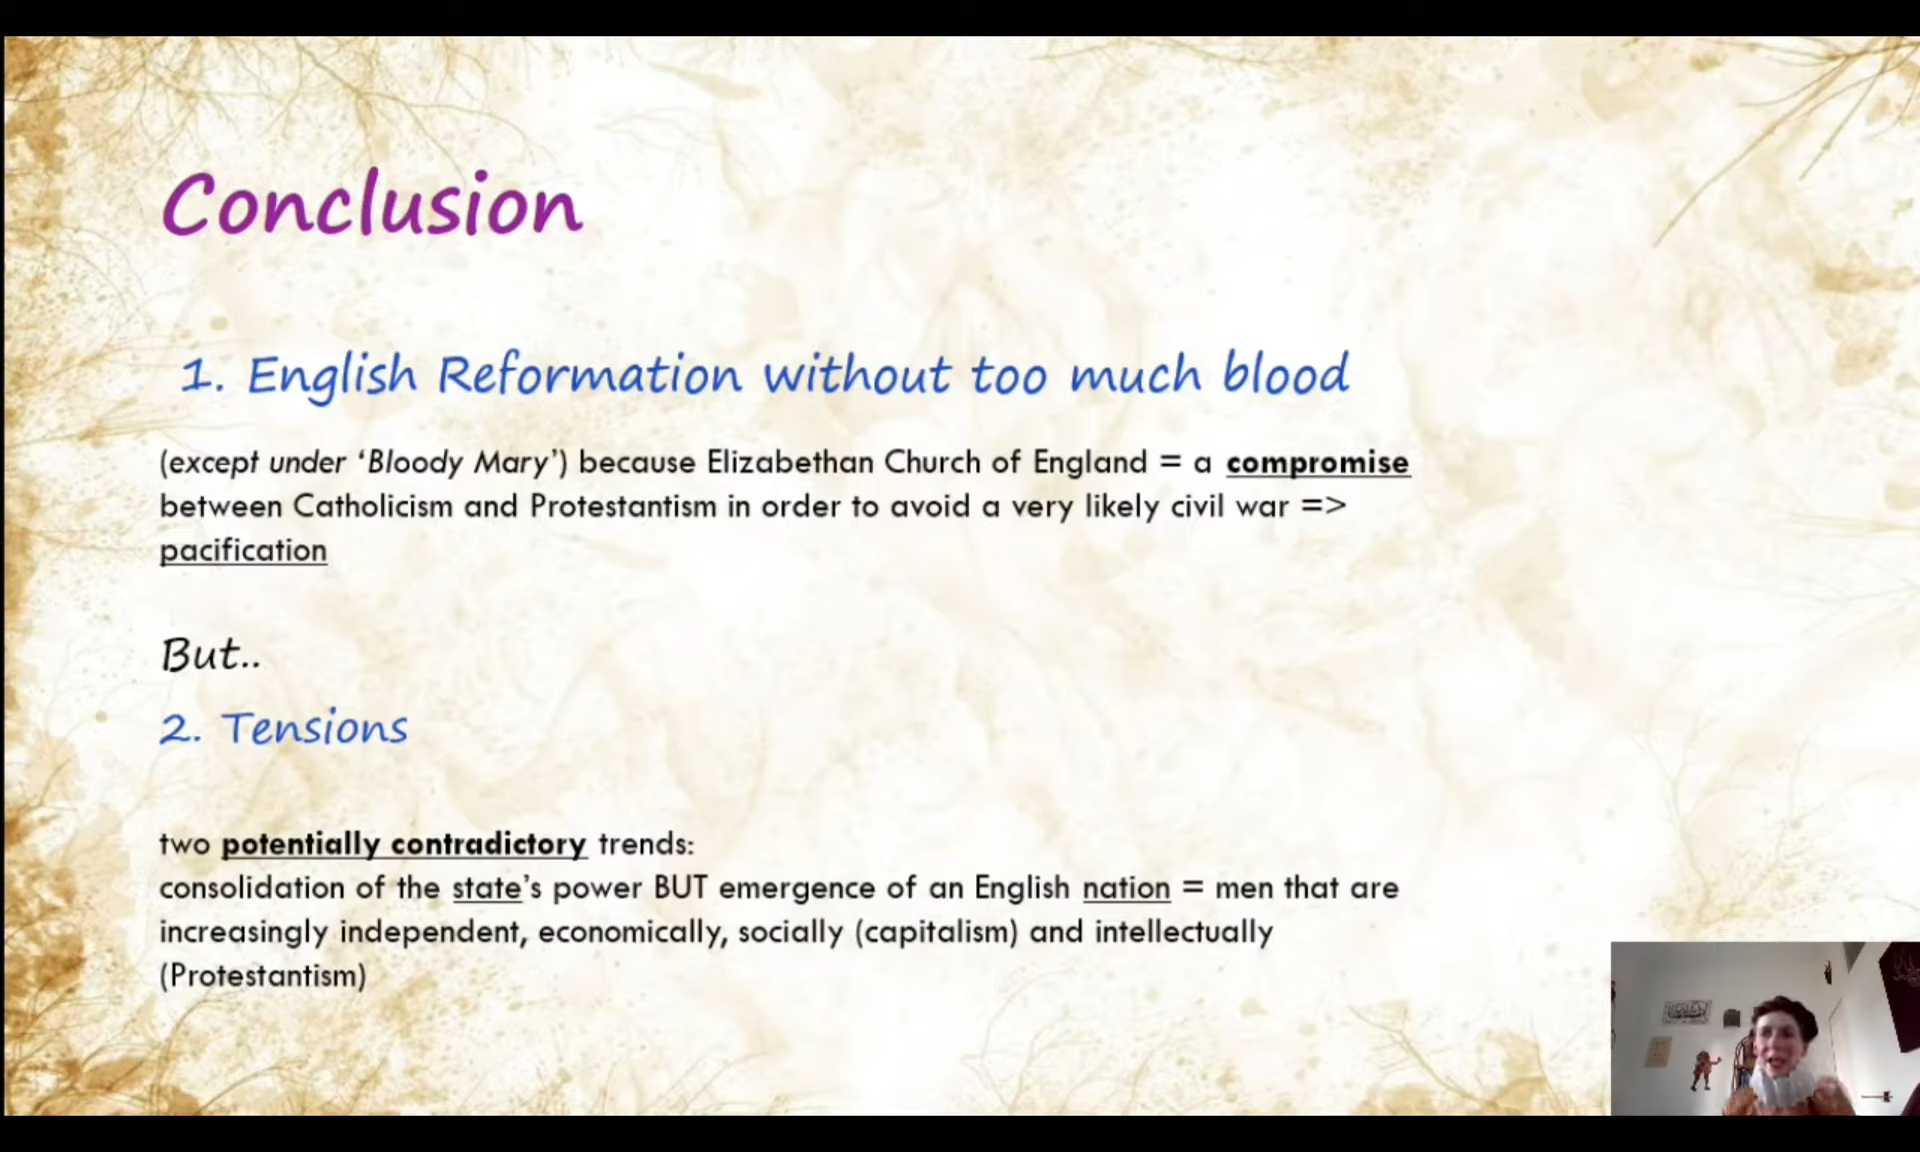 Conclusion
1. English Reformation without too much blood
(except under ‘Bloody Mary’) because Elizabethan Church of England = a compromise
between Catholicism and Protestantism in order to avoid a very likely civil war =>
pacification
But..
2. Tensions
two potentially contradictory trends:
consolidation of the state’s power BUT emergence of an English nation = men that are
increasingly independent, economically, socially (capitalism) and intellectually
(Protestantism)